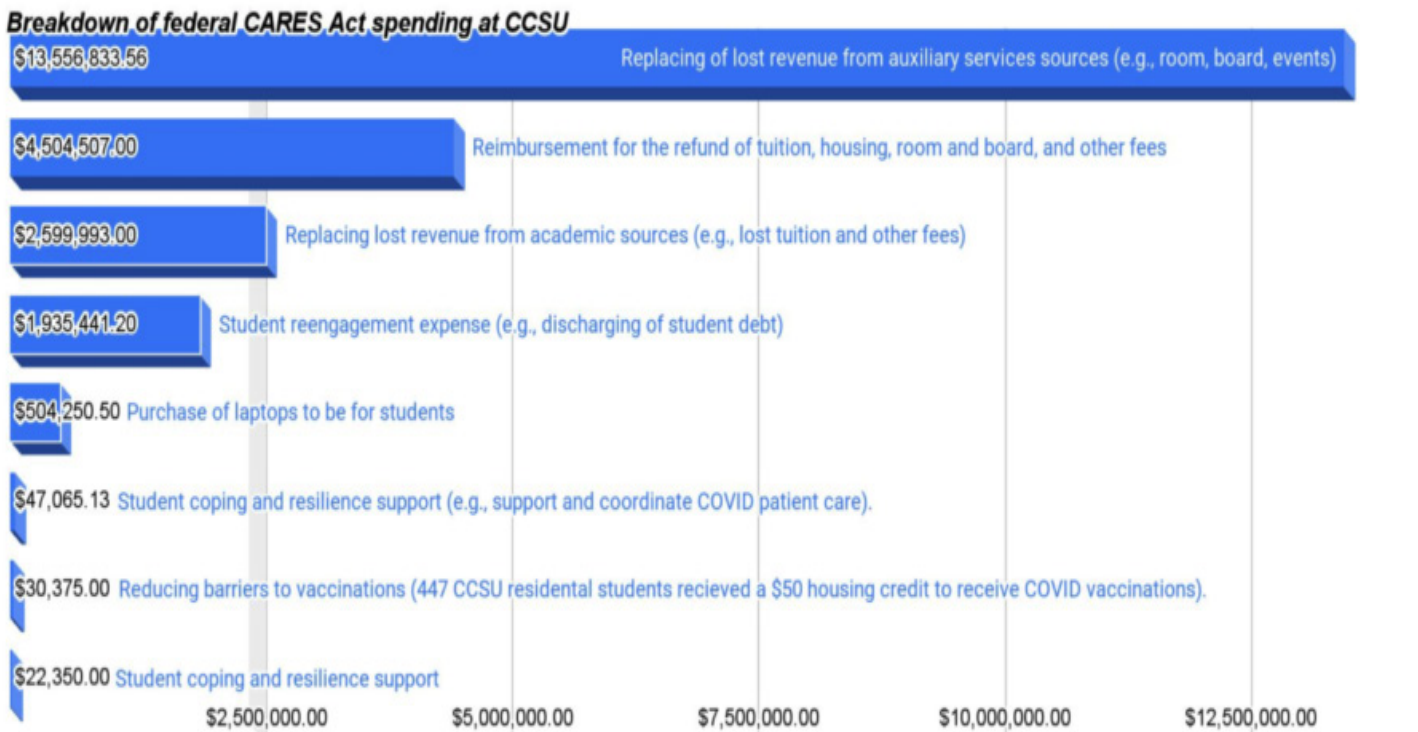 Breakdown of federal CARES Act spending at CCSU
$13,556,833.56 Replacing of lost revenue from auxiliary services sources (e.g., room, board, events)
$4,504,507.00 Reimbursement for the refund of tuition, housing, room and board, and other fees
$2,599,993.00 Replacing lost revenue from academic sources (e.g., lost tuition and other fees)
$1,935,441.20 Student reengagement expense (e.g., discharging of student debt)
$504,250.50 Purchase of laptops to be for students
$47,065.13 Student coping and resilience support (e.g., support and coordinate COVID patient care).
$30,375.00 Reducing barriers to vaccinations (447 CCSU residental students recieved a $50 housing credit to receive COVID vaccinations).
$22,350.00 Student coping and resilience support
$2,500,000.00 $5,000,000.00 $7,500,000.00 $10,000,000.00 $12,500,000.00